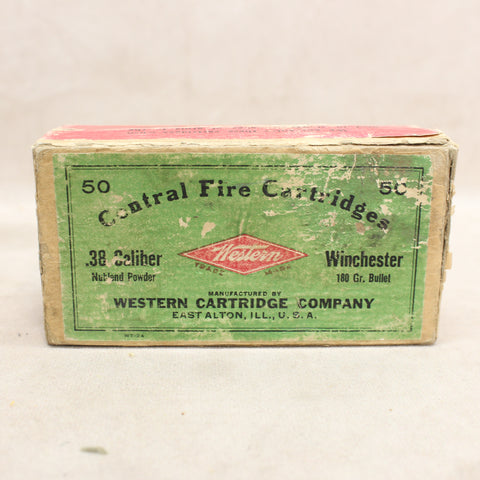 50 50
Central Fire Cartridges
.38 Caliber Winchester
Western
TRADE MARK
Nublend Powder 180 Gr. Bullet
MANUFACTURED BY
WESTERN CARTRIDGE COMPANY
EAST ALTON, ILL., U.S.A.